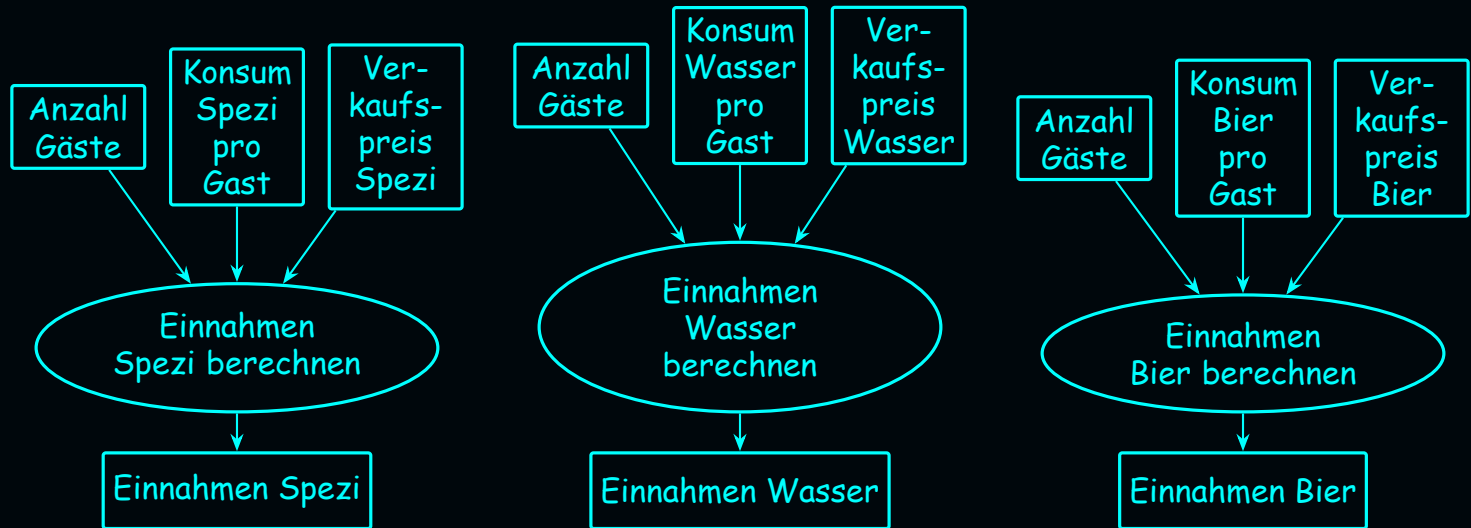 Anzahl
Gäste
Konsum
Spezi
pro
Gast
Ver-
kaufs-
preis
Spezi
Einnahmen
Spezi berechnen
Einnahmen Spezi
Anzahl
Gäste
Konsum
Wasser
pro
Gast
Ver-
kaufs-
preis
Wasser
Einnahmen
Wasser
berechnen
Einnahmen Wasser
Anzahl
Gäste
Konsum
Bier
pro
Gast
Ver-
kaufs-
preis
Bier
Einnahmen
Bier berechnen
Einnahmen Bier